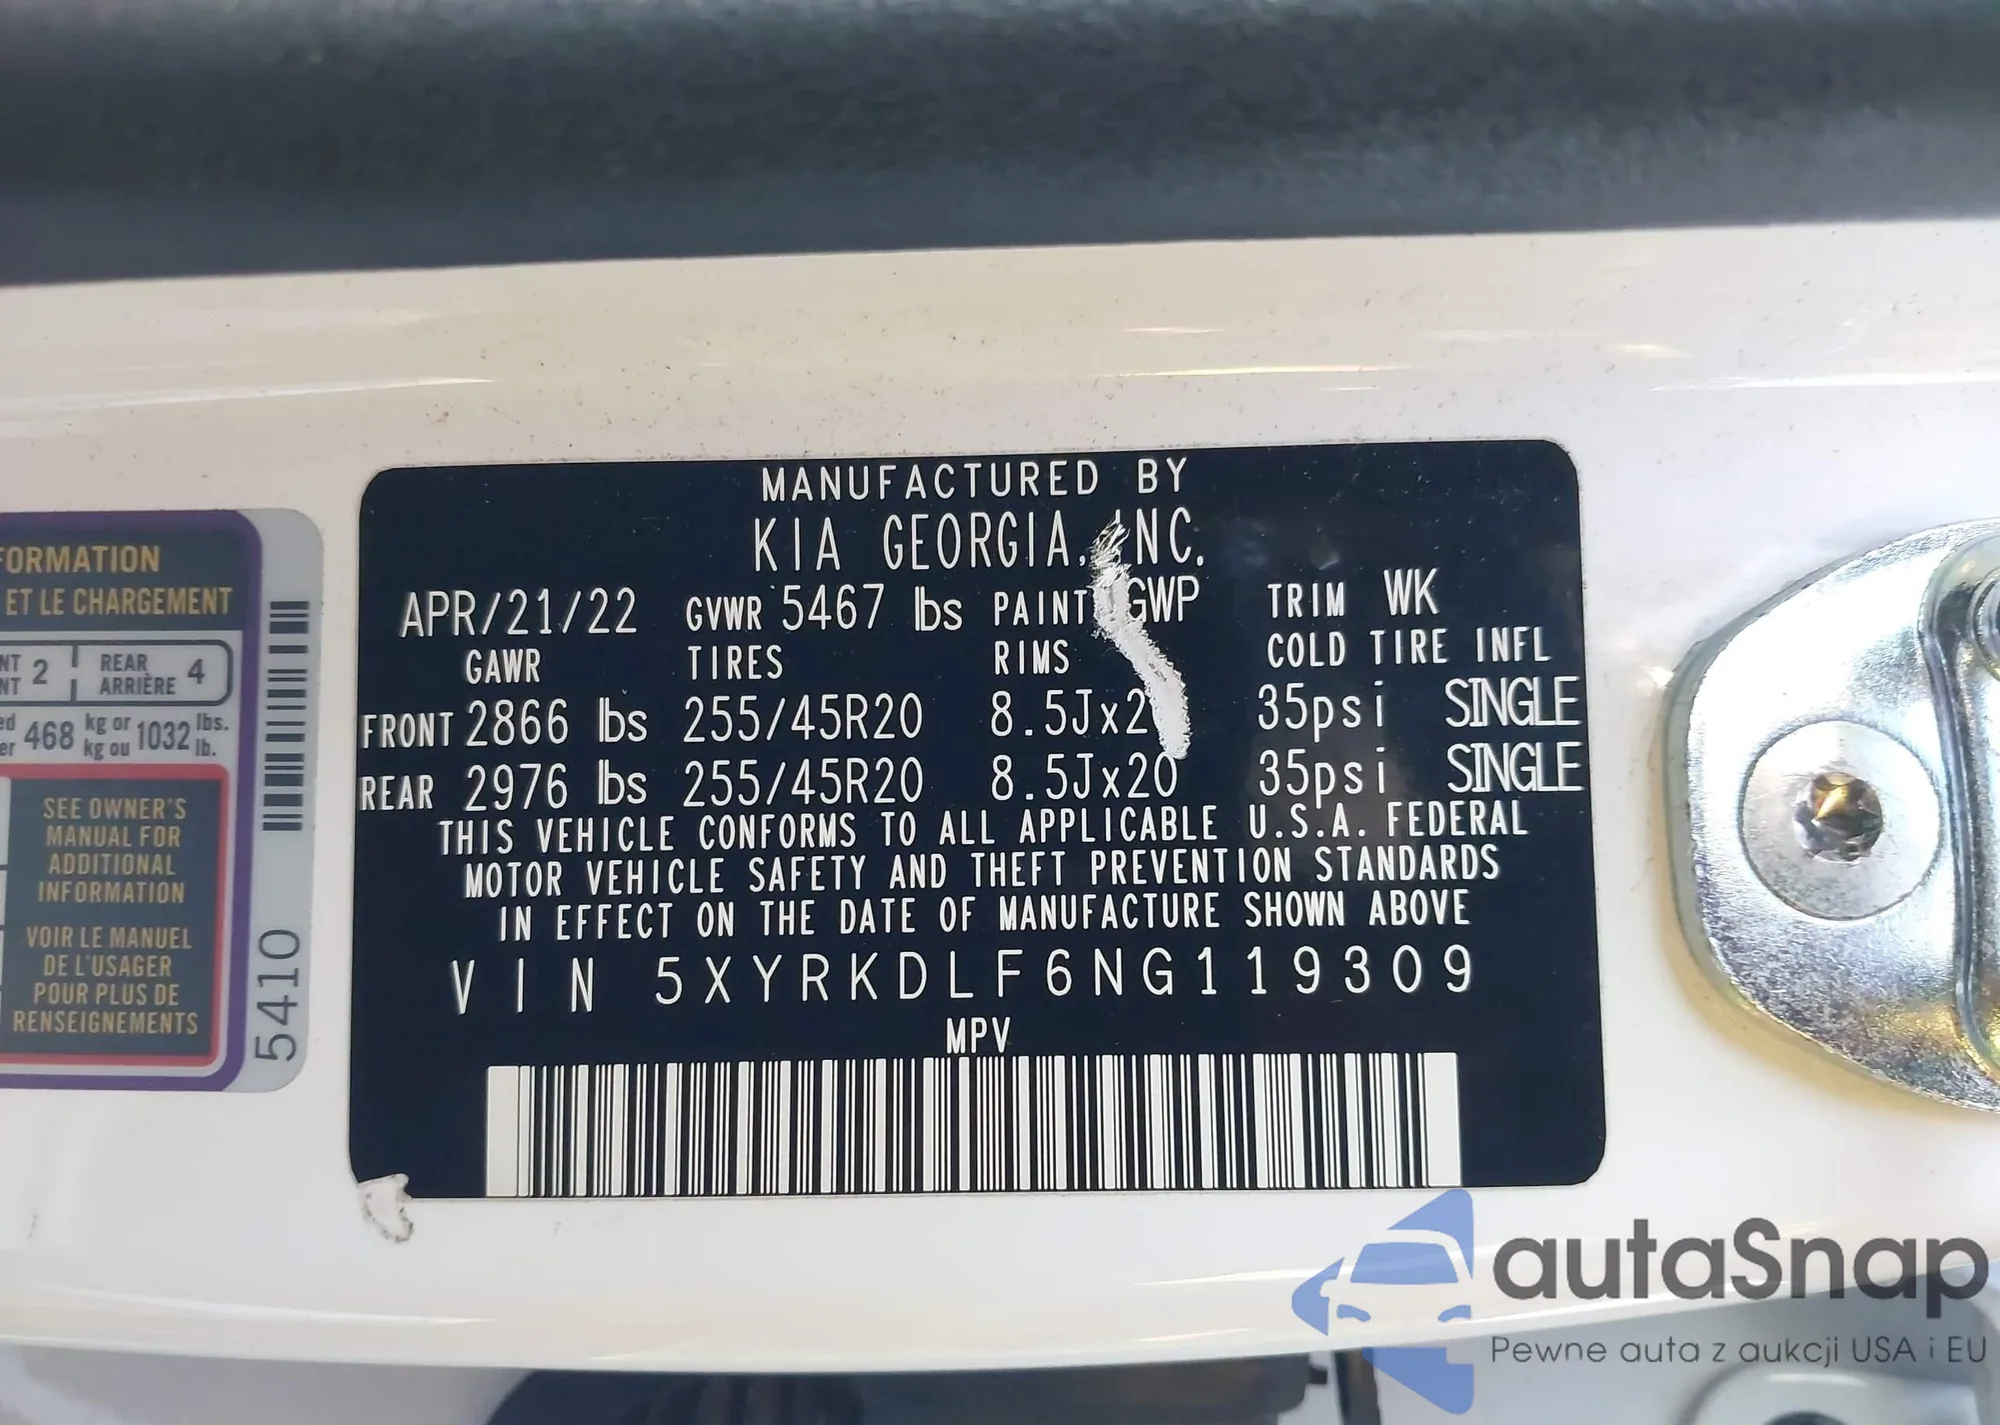 MANUFACTURED BY
KIA GEORGIA, INC.
APR/21/22 GVWR 5467 lbs PAINT GWP TRIM WK
GAWR TIRES RIMS COLD TIRE INFL
FRONT 2866 lbs 255/45R20 8.5Jx2 35psi SINGLE
REAR 2976 lbs 255/45R20 8.5Jx20 35psi SINGLE
THIS VEHICLE CONFORMS TO ALL APPLICABLE U.S.A. FEDERAL
MOTOR VEHICLE SAFETY AND THEFT PREVENTION STANDARDS
IN EFFECT ON THE DATE OF MANUFACTURE SHOWN ABOVE
VIN 5XYRKDLF6NG119309
MPV
FORMATION
ET LE CHARGEMENT
NT 2 REAR 4
NT ARRIÈRE
ed 468 kg or 1032 lbs.
er kg ou lb.
SEE OWNER'S
MANUAL FOR
ADDITIONAL
INFORMATION
VOIR LE MANUEL
DE L'USAGER
POUR PLUS DE
RENSEIGNEMENTS
5410
autaSnap
Pewne auta z aukcji USA i EU